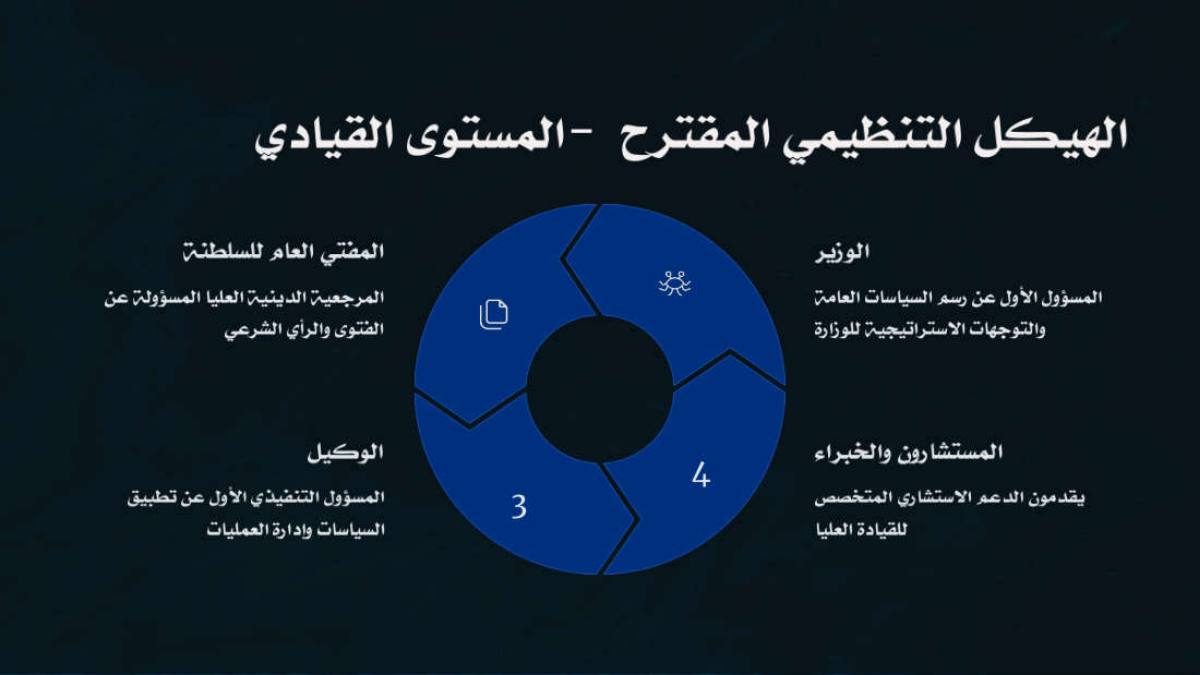 الهيكل التنظيمي المقترح -المستوى القيادي
الوزير
المسؤول الأول عن رسم السياسات العامة
والتوجهات الاستراتيجية للوزارة
المفتي العام للسلطنة
المرجعية الدينية العليا المسؤولة عن
الفتوى والرأي الشرعي
3
الوكيل
المسؤول التنفيذي الأول عن تطبيق
السياسات وإدارة العمليات
4
المستشارون والخبراء
يقدمون الدعم الاستشاري المتخصص
للقيادة العليا